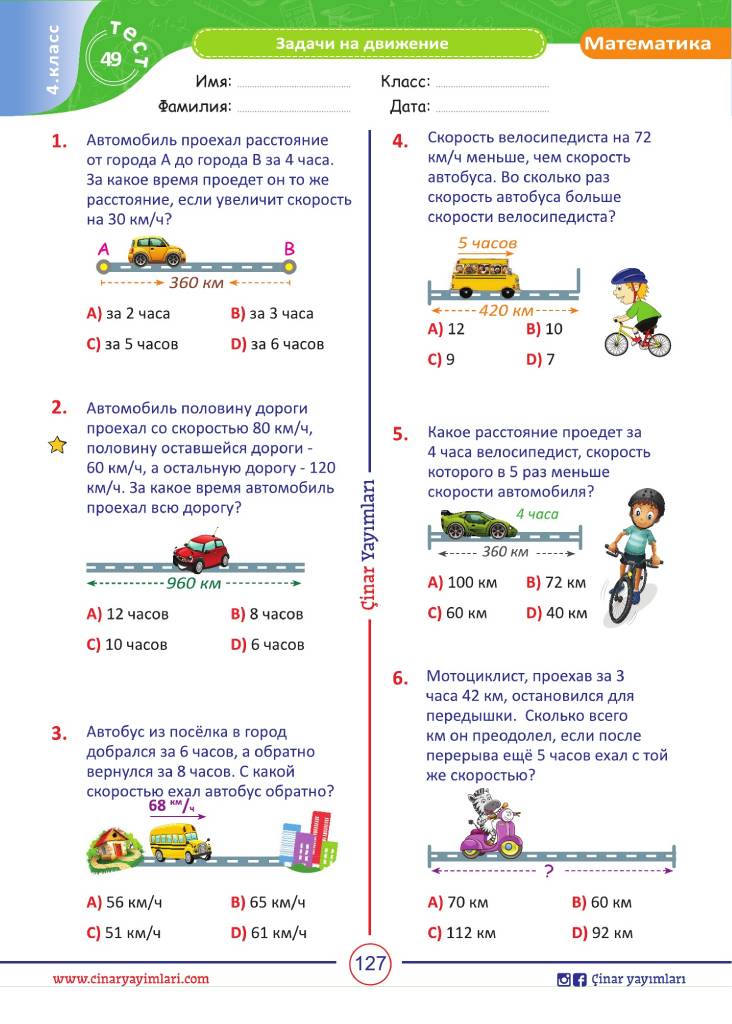 4.класс
тест
49
Задачи на движение
Математика
Имя: Класс:
Фамилия: Дата:
1. Автомобиль проехал расстояние
от города А до города В за 4 часа.
За какое время проедет он то же
расстояние, если увеличит скорость
на 30 км/ч?
A B
360 км
A) за 2 часа B) за 3 часа
C) за 5 часов D) за 6 часов
2. Автомобиль половину дороги
проехал со скоростью 80 км/ч,
половину оставшейся дороги -
60 км/ч, а остальную дорогу - 120
км/ч. За какое время автомобиль
проехал всю дорогу?
960 км
A) 12 часов B) 8 часов
C) 10 часов D) 6 часов
3. Автобус из посёлка в город
добрался за 6 часов, а обратно
вернулся за 8 часов. С какой
скоростью ехал автобус обратно?
68 км/ч
A) 56 км/ч B) 65 км/ч
C) 51 км/ч D) 61 км/ч
Çinar Yayımları
4. Скорость велосипедиста на 72
км/ч меньше, чем скорость
автобуса. Во сколько раз
скорость автобуса больше
скорости велосипедиста?
5 часов
420 км
A) 12 B) 10
C) 9 D) 7
5. Какое расстояние проедет за
4 часа велосипедист, скорость
которого в 5 раз меньше
скорости автомобиля?
4 часа
360 км
A) 100 км B) 72 км
C) 60 км D) 40 км
6. Мотоциклист, проехав за 3
часа 42 км, остановился для
передышки. Сколько всего
км он преодолел, если после
перерыва ещё 5 часов ехал с той
же скоростью?
?
A) 70 км B) 60 км
C) 112 км D) 92 км
www.cinaryayimlari.com
127
Çinar yayımları